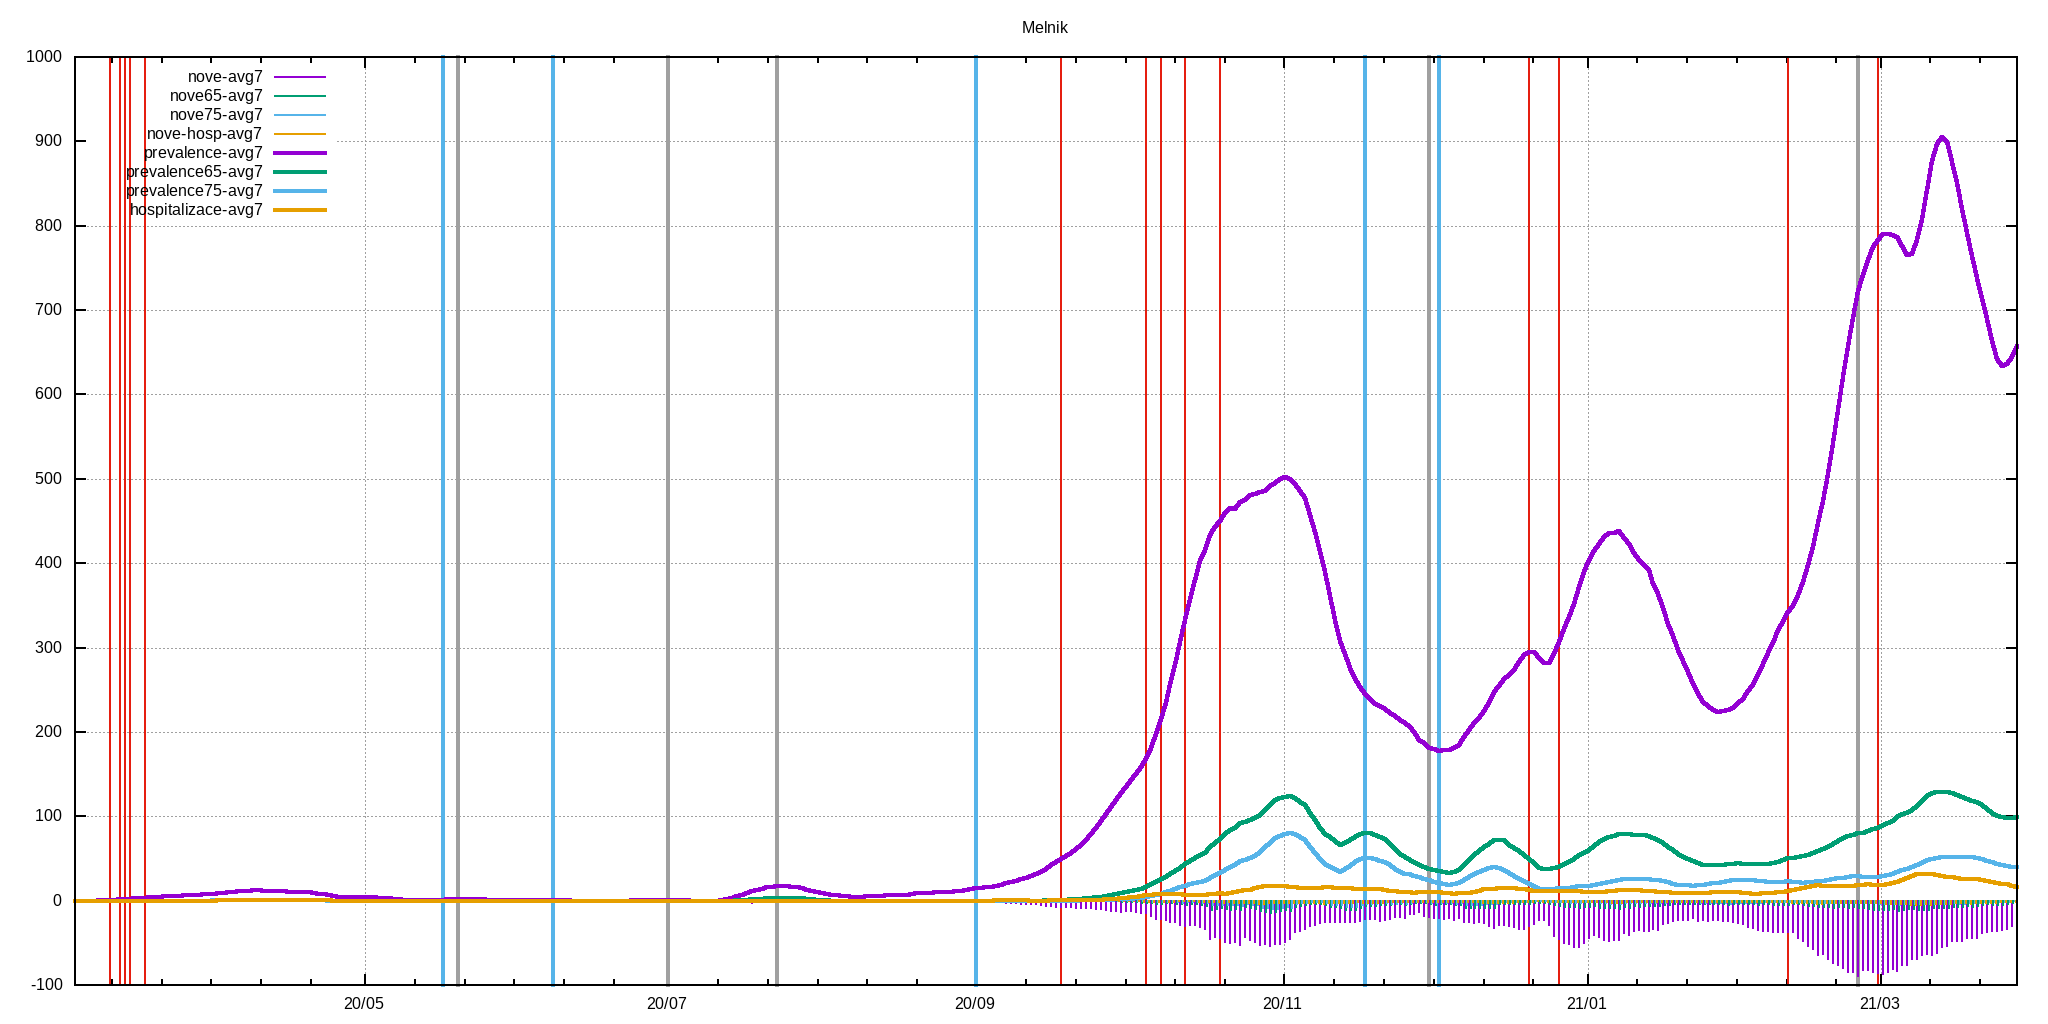 Melnik
1000
900
800
700
600
500
400
300
200
100
0
-100
nove-avg7
nove65-avg7
nove75-avg7
nove-hosp-avg7
prevalence-avg7
prevalence65-avg7
prevalence75-avg7
hospitalizace-avg7
20/05 20/07 20/09 20/11 21/01 21/03